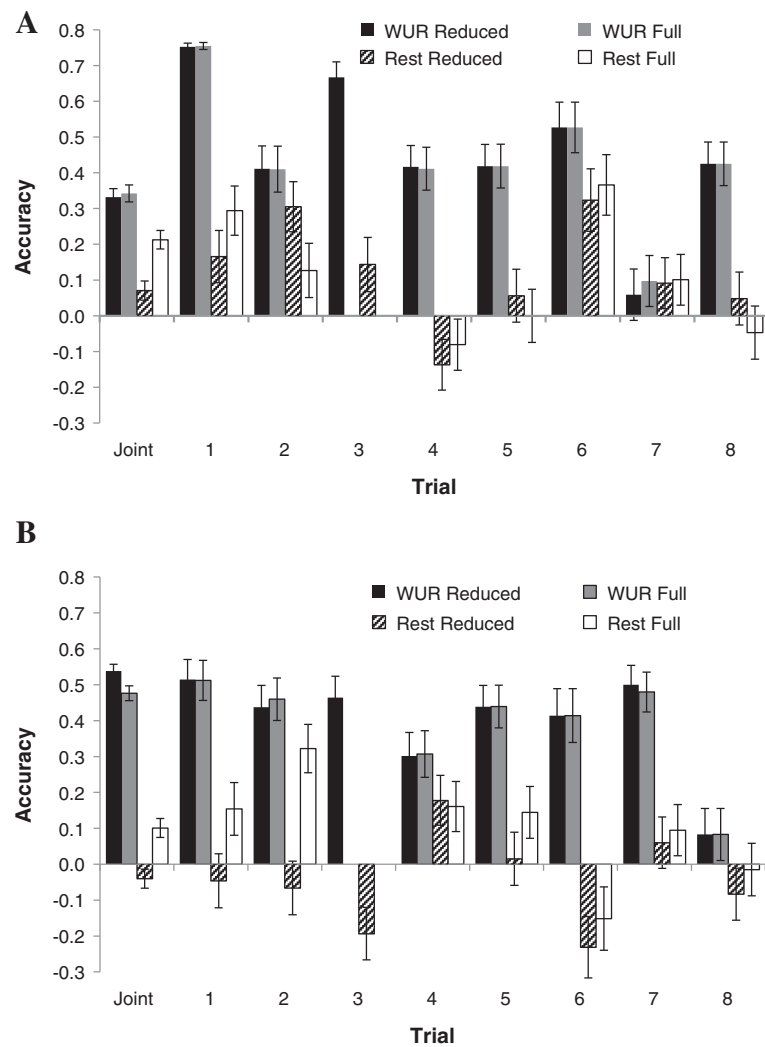 A
WUR Reduced
WUR Full
Rest Reduced
Rest Full
0.8
0.7
0.6
0.5
0.4
0.3
0.2
0.1
0.0
-0.1
-0.2
-0.3
Accuracy
Joint 1 2 3 4 5 6 7 8
Trial
B
WUR Reduced
WUR Full
Rest Reduced
Rest Full
0.8
0.7
0.6
0.5
0.4
0.3
0.2
0.1
0.0
-0.1
-0.2
-0.3
Accuracy
Joint 1 2 3 4 5 6 7 8
Trial